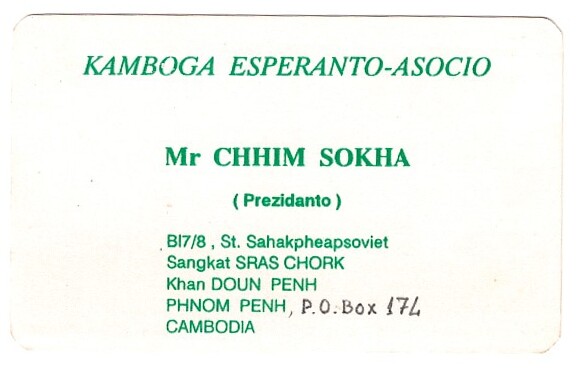 KAMBOGA ESPERANTO-ASOCIO
Mr CHHIM SOKHA
( Prezidanto )
BI7/8 , St. Sahakpheapsoviet
Sangkat SRAS CHORK
Khan DOUN PENH
PHNOM PENH, P.O.Box 174
CAMBODIA